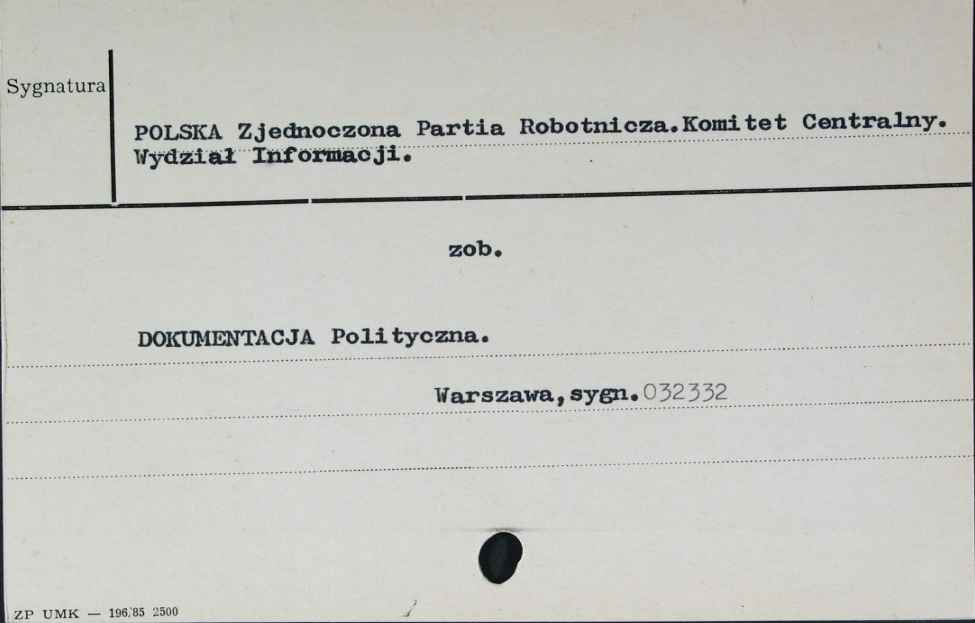 Sygnatura
POLSKA Zjednoczona Partia Robotnicza.Komitet Centralny.
Wydział Informacji.
zob.
DOKUMENTACJA Polityczna.
Warszawa,sygn.032332
ZP UMK — 196/85 2500